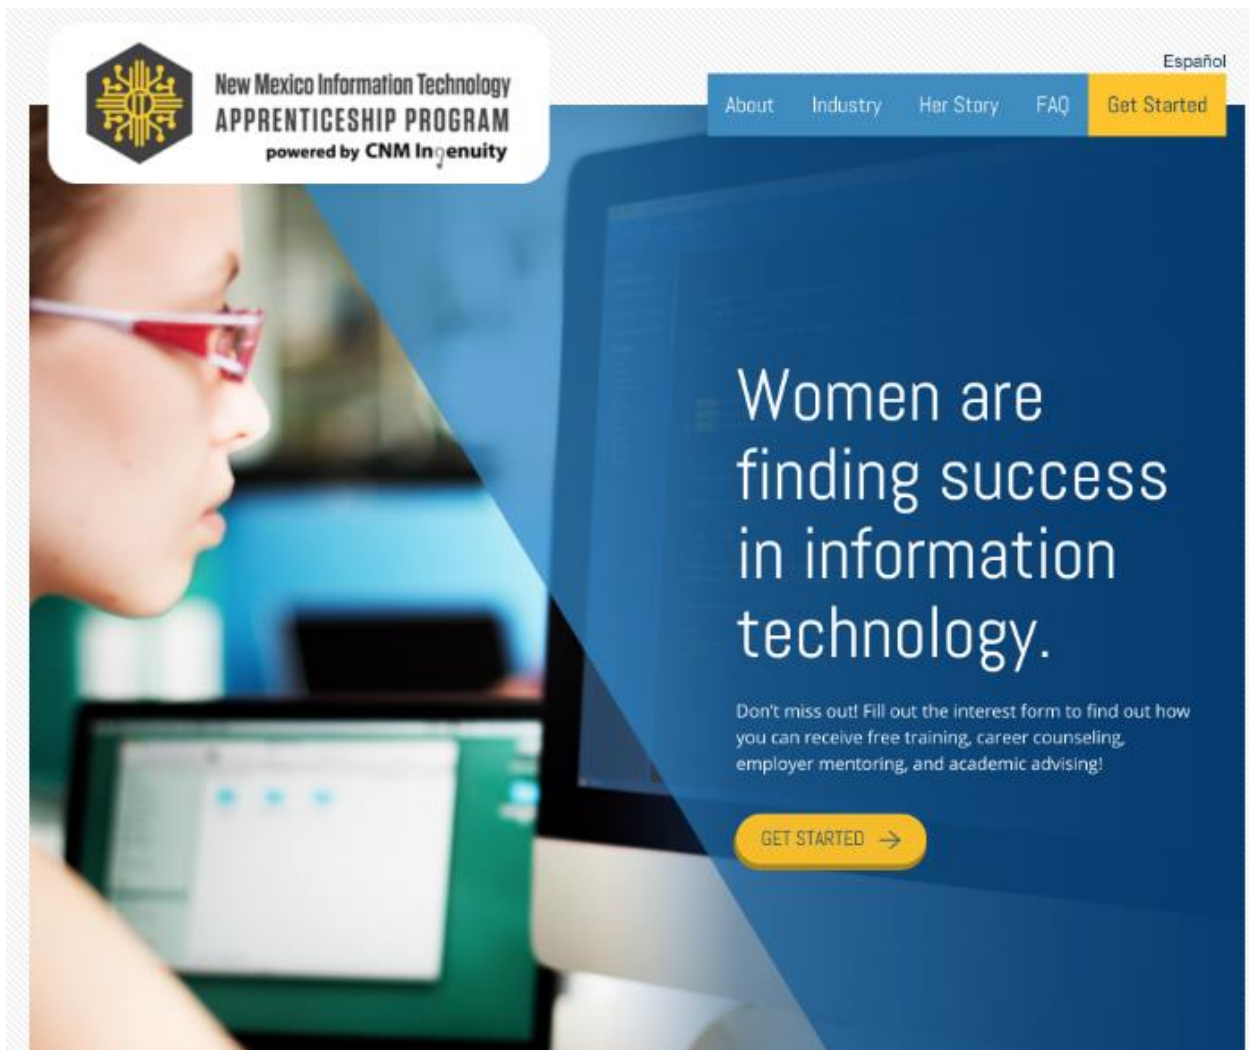 New Mexico Information Technology
APPRENTICESHIP PROGRAM
powered by CNM Ingenuity
Español
About Industry Her Story FAQ Get Started
Women are
finding success
in information
technology.
Don't miss out! Fill out the interest form to find out how
you can receive free training, career counseling,
employer mentoring, and academic advising!
GET STARTED →